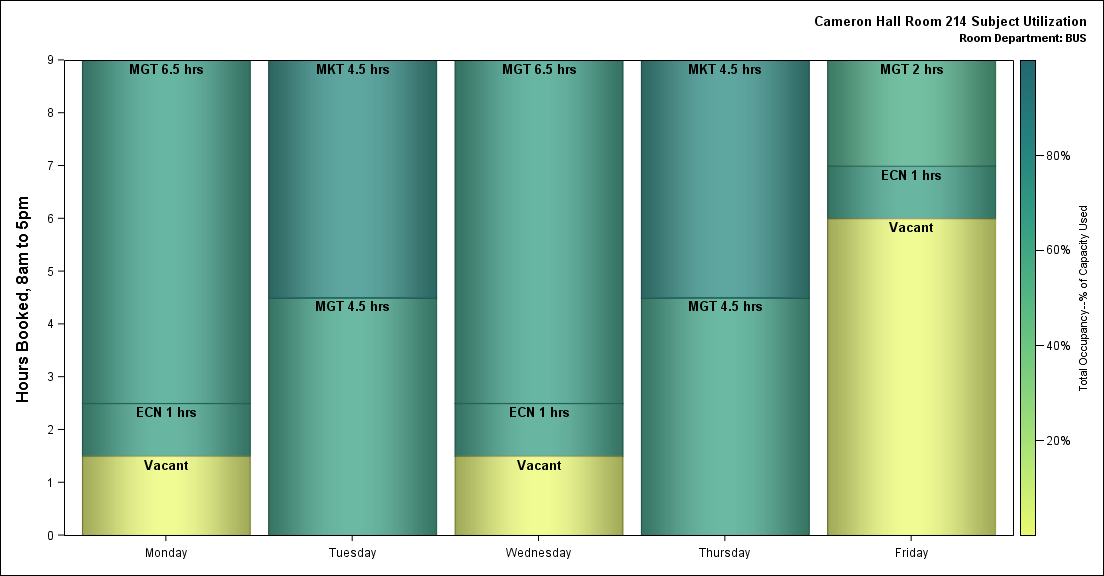 Cameron Hall Room 214 Subject Utilization
Room Department: BUS
Hours Booked, 8am to 5pm
9
8
7
6
5
4
3
2
1
0
MGT 6.5 hrs
ECN 1 hrs
Vacant
MKT 4.5 hrs
MGT 4.5 hrs
MGT 6.5 hrs
ECN 1 hrs
Vacant
MKT 4.5 hrs
MGT 4.5 hrs
MGT 2 hrs
ECN 1 hrs
Vacant
Monday
Tuesday
Wednesday
Thursday
Friday
80%
60%
40%
20%
Total Occupancy--% of Capacity Used